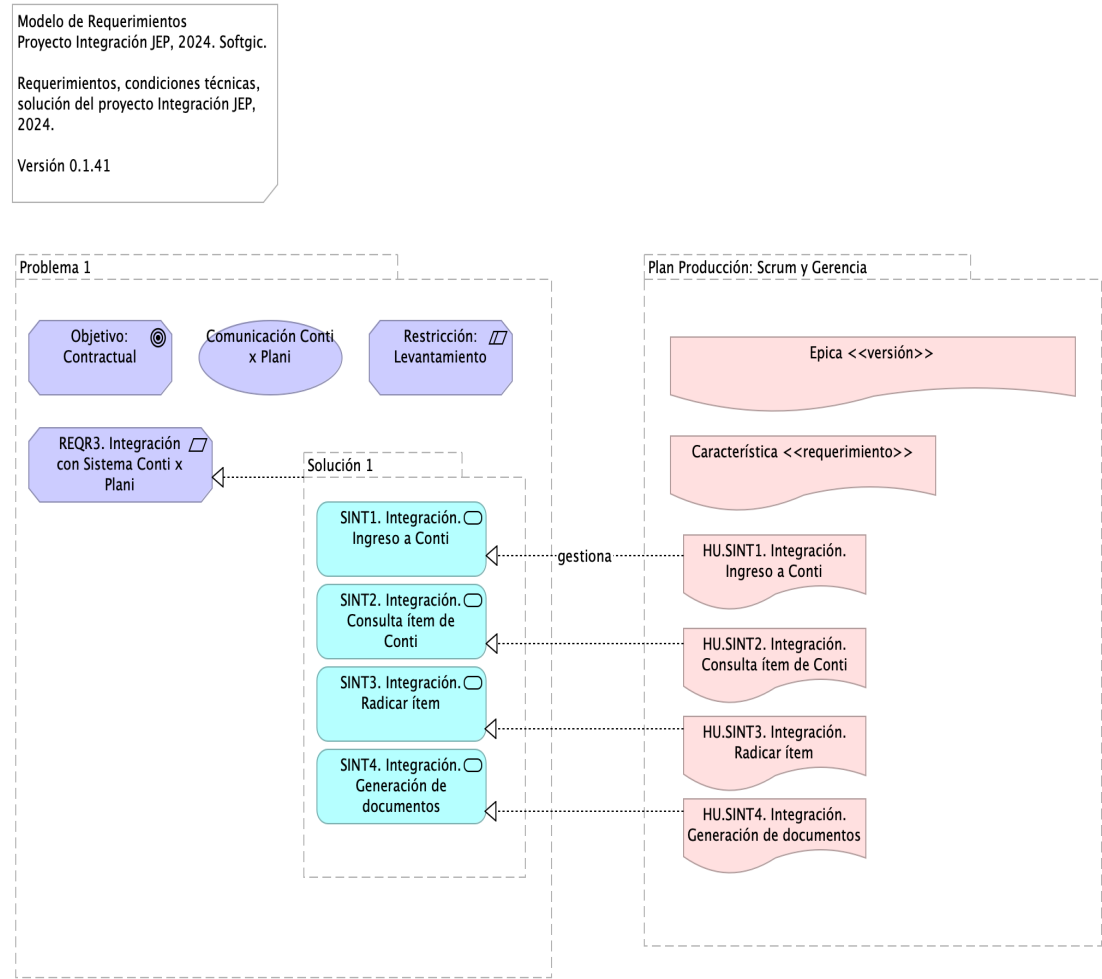 Modelo de Requerimientos
Proyecto Integración JEP, 2024. Softgic.
Requerimientos, condiciones técnicas,
solución del proyecto Integración JEP,
2024.
Versión 0.1.41
Problema 1
Objetivo:
Contractual
Comunicación Conti
x Plani
Restricción:
Levantamiento
REQR3. Integración
con Sistema Conti x
Plani
Solución 1
SINT1. Integración.
Ingreso a Conti
SINT2. Integración.
Consulta ítem de
Conti
SINT3. Integración.
Radicar ítem
SINT4. Integración.
Generación de
documentos
gestiona
Plan Producción: Scrum y Gerencia
Epica <<versión>>
Característica <<requerimiento>>
HU.SINT1. Integración.
Ingreso a Conti
HU.SINT2. Integración.
Consulta ítem de Conti
HU.SINT3. Integración.
Radicar ítem
HU.SINT4. Integración.
Generación de documentos